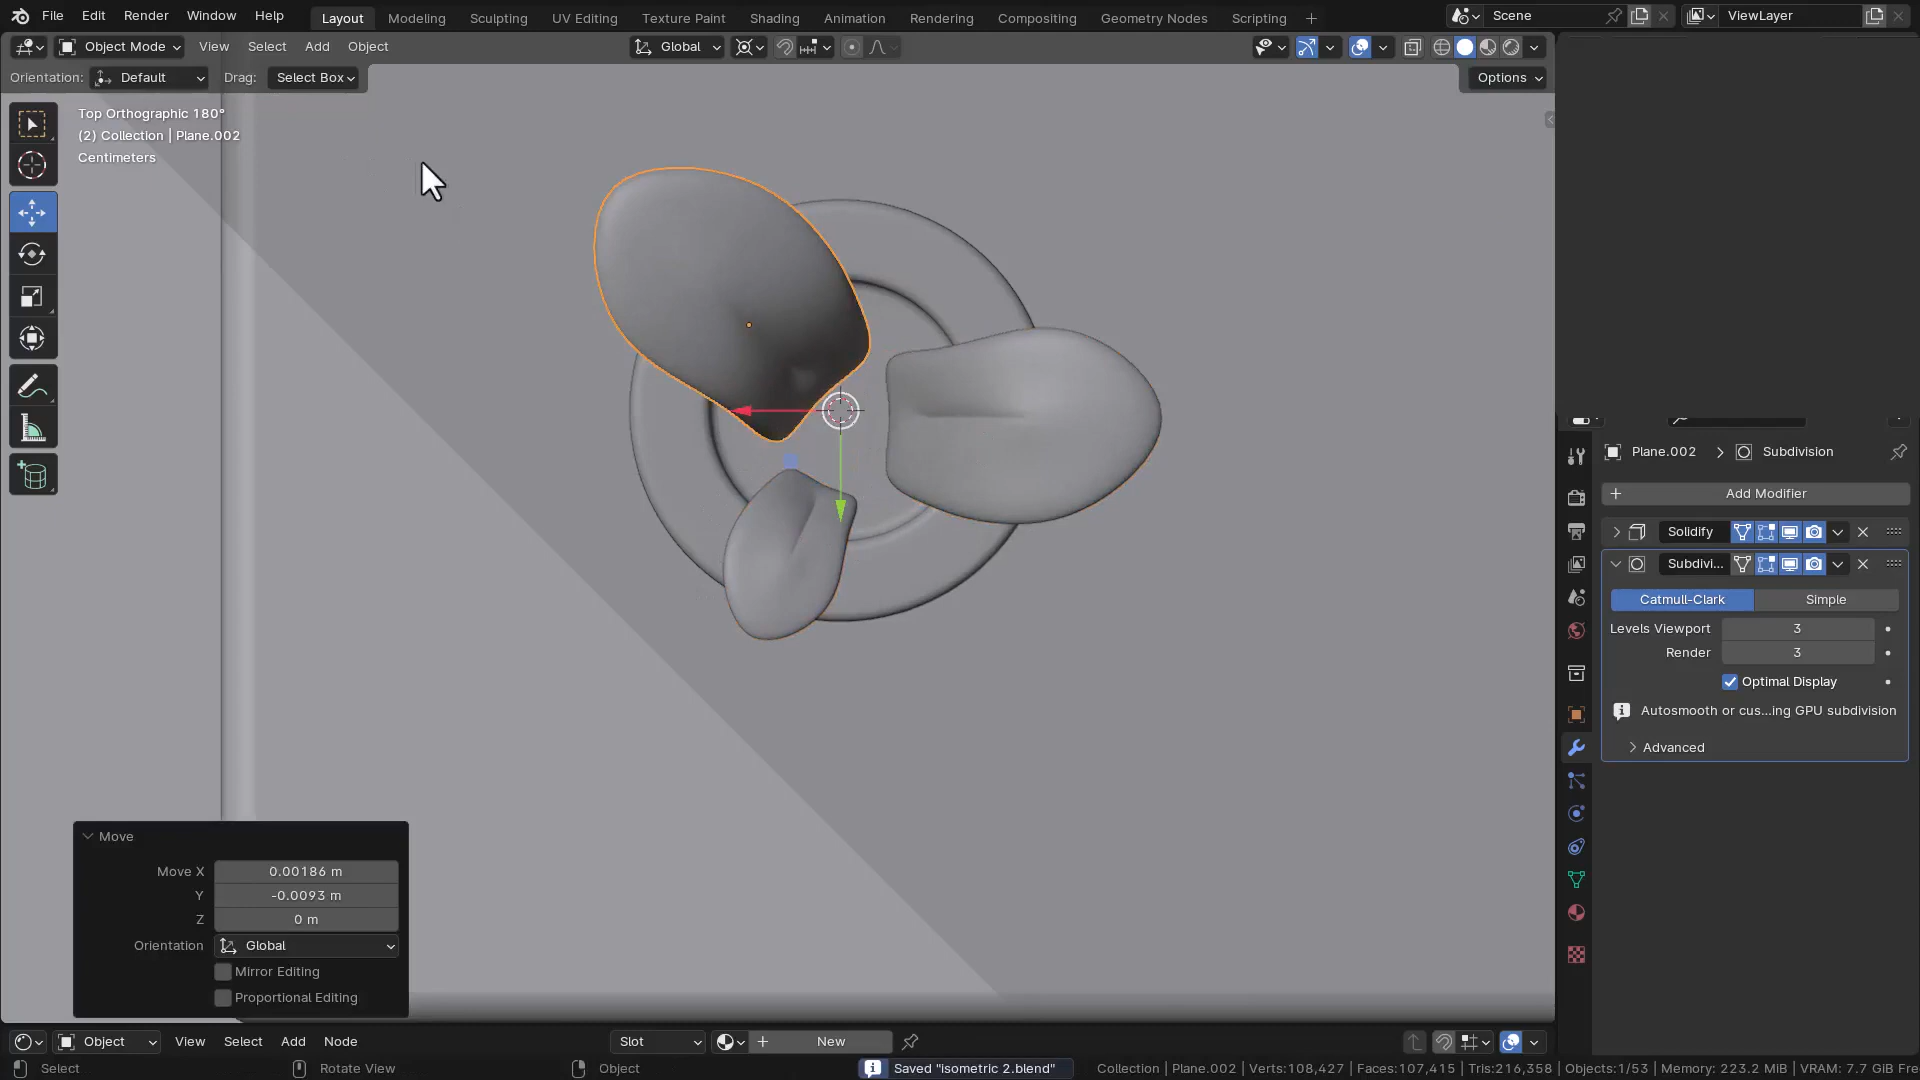 File Edit Render Window Help
Layout Modeling Sculpting UV Editing Texture Paint Shading Animation Rendering Compositing Geometry Nodes Scripting +
Scene
ViewLayer
Object Mode View Select Add Object
Global
Orientation: Default Drag: Select Box
Options
Top Orthographic 180°
(2) Collection | Plane.002
Centimeters
Plane.002 > Subdivision
+ Add Modifier
Solidify
Subdivi...
Catmull-Clark Simple
Levels Viewport 3
Render 3
Optimal Display
Autosmooth or cus...ing GPU subdivision
Advanced
Move
Move X 0.00186 m
Y -0.0093 m
Z 0 m
Orientation Global
Mirror Editing
Proportional Editing
Object View Select Add Node
Slot
+ New
Select
Rotate View
Object
Saved "isometric 2.blend"
Collection | Plane.002 | Verts:108,427 | Faces:107,415 | Tris:216,358 | Objects:1/53 | Memory: 223.2 MiB | VRAM: 7.7 GiB Fre